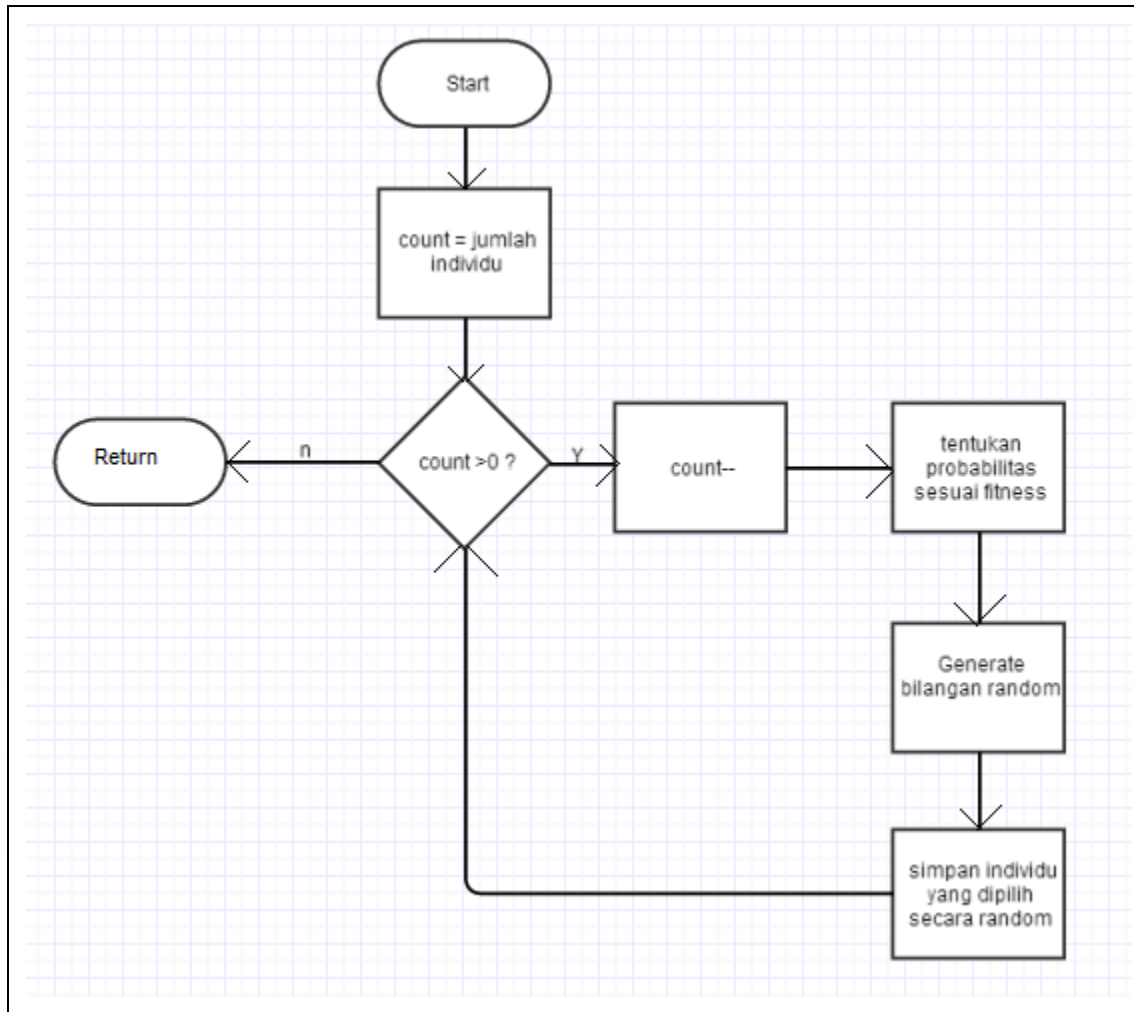 Start
count = jumlah
individu
count >0 ?
n
Return
Y
count--
tentukan
probabilitas
sesuai fitness
Generate
bilangan random
simpan individu
yang dipilih
secara random